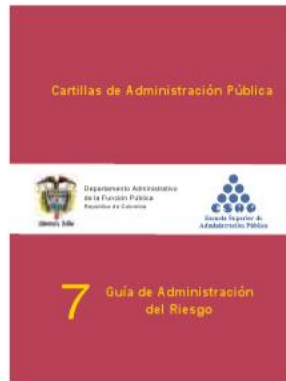 Cartillas de Administración Pública
Departamento Administrativo
de la Función Pública
República de Colombia
ESAP
Escuela Superior de
Administración Pública
7
Guía de Administración
del Riesgo